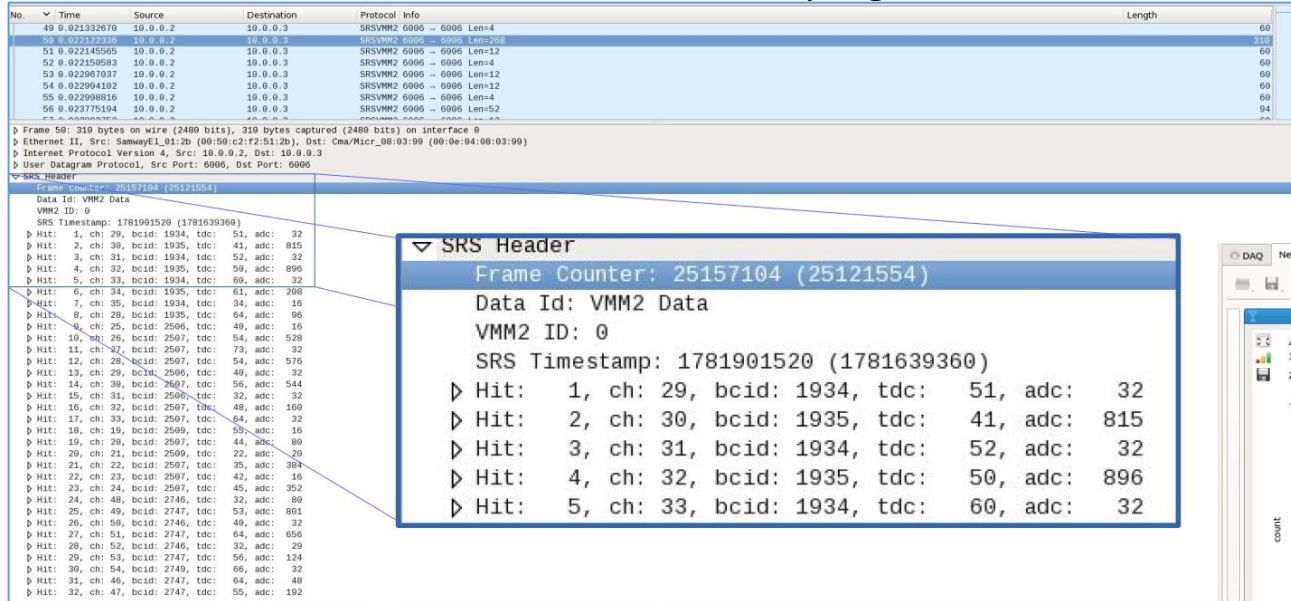 No. Time Source Destination Protocol Info Length
49 0.021332670 10.0.0.2 10.0.0.3 SRSVMM2 6006 → 6006 Len=4 60
50 0.022122336 10.0.0.2 10.0.0.3 SRSVMM2 6006 → 6006 Len=268 310
51 0.022145565 10.0.0.2 10.0.0.3 SRSVMM2 6006 → 6006 Len=12 60
52 0.022150583 10.0.0.2 10.0.0.3 SRSVMM2 6006 → 6006 Len=4 60
53 0.022967037 10.0.0.2 10.0.0.3 SRSVMM2 6006 → 6006 Len=12 60
54 0.022994102 10.0.0.2 10.0.0.3 SRSVMM2 6006 → 6006 Len=12 60
55 0.022998816 10.0.0.2 10.0.0.3 SRSVMM2 6006 → 6006 Len=4 60
56 0.023775194 10.0.0.2 10.0.0.3 SRSVMM2 6006 → 6006 Len=52 94
Frame 50: 310 bytes on wire (2480 bits), 310 bytes captured (2480 bits) on interface 0
Ethernet II, Src: SamwayEl_01:2b (00:50:c2:f2:51:2b), Dst: Cma/Micr_08:03:99 (00:0e:04:08:03:99)
Internet Protocol Version 4, Src: 10.0.0.2, Dst: 10.0.0.3
User Datagram Protocol, Src Port: 6006, Dst Port: 6006
SRS Header
Frame Counter: 25157104 (25121554)
Data Id: VMM2 Data
VMM2 ID: 0
SRS Timestamp: 1781901520 (1781639360)
Hit: 1, ch: 29, bcid: 1934, tdc: 51, adc: 32
Hit: 2, ch: 30, bcid: 1935, tdc: 41, adc: 815
Hit: 3, ch: 31, bcid: 1934, tdc: 52, adc: 32
Hit: 4, ch: 32, bcid: 1935, tdc: 50, adc: 896
Hit: 5, ch: 33, bcid: 1934, tdc: 60, adc: 32
Hit: 6, ch: 34, bcid: 1935, tdc: 61, adc: 208
Hit: 7, ch: 35, bcid: 1934, tdc: 34, adc: 16
Hit: 8, ch: 28, bcid: 1935, tdc: 64, adc: 96
Hit: 9, ch: 25, bcid: 2506, tdc: 40, adc: 16
Hit: 10, ch: 26, bcid: 2507, tdc: 54, adc: 528
Hit: 11, ch: 27, bcid: 2507, tdc: 73, adc: 32
Hit: 12, ch: 28, bcid: 2507, tdc: 54, adc: 576
Hit: 13, ch: 29, bcid: 2506, tdc: 40, adc: 32
Hit: 14, ch: 30, bcid: 2507, tdc: 56, adc: 544
Hit: 15, ch: 31, bcid: 2506, tdc: 32, adc: 32
Hit: 16, ch: 32, bcid: 2507, tdc: 48, adc: 160
Hit: 17, ch: 33, bcid: 2507, tdc: 64, adc: 32
Hit: 18, ch: 19, bcid: 2509, tdc: 55, adc: 16
Hit: 19, ch: 20, bcid: 2507, tdc: 44, adc: 80
Hit: 20, ch: 21, bcid: 2509, tdc: 22, adc: 20
Hit: 21, ch: 22, bcid: 2507, tdc: 35, adc: 384
Hit: 22, ch: 23, bcid: 2507, tdc: 42, adc: 16
Hit: 23, ch: 24, bcid: 2507, tdc: 45, adc: 352
Hit: 24, ch: 48, bcid: 2746, tdc: 32, adc: 80
Hit: 25, ch: 49, bcid: 2747, tdc: 53, adc: 801
Hit: 26, ch: 50, bcid: 2746, tdc: 40, adc: 32
Hit: 27, ch: 51, bcid: 2747, tdc: 64, adc: 656
Hit: 28, ch: 52, bcid: 2746, tdc: 32, adc: 29
Hit: 29, ch: 53, bcid: 2747, tdc: 56, adc: 124
Hit: 30, ch: 54, bcid: 2749, tdc: 66, adc: 32
Hit: 31, ch: 46, bcid: 2747, tdc: 64, adc: 48
Hit: 32, ch: 47, bcid: 2747, tdc: 55, adc: 192
SRS Header
Frame Counter: 25157104 (25121554)
Data Id: VMM2 Data
VMM2 ID: 0
SRS Timestamp: 1781901520 (1781639360)
Hit: 1, ch: 29, bcid: 1934, tdc: 51, adc: 32
Hit: 2, ch: 30, bcid: 1935, tdc: 41, adc: 815
Hit: 3, ch: 31, bcid: 1934, tdc: 52, adc: 32
Hit: 4, ch: 32, bcid: 1935, tdc: 50, adc: 896
Hit: 5, ch: 33, bcid: 1934, tdc: 60, adc: 32
DAQ Ne
count